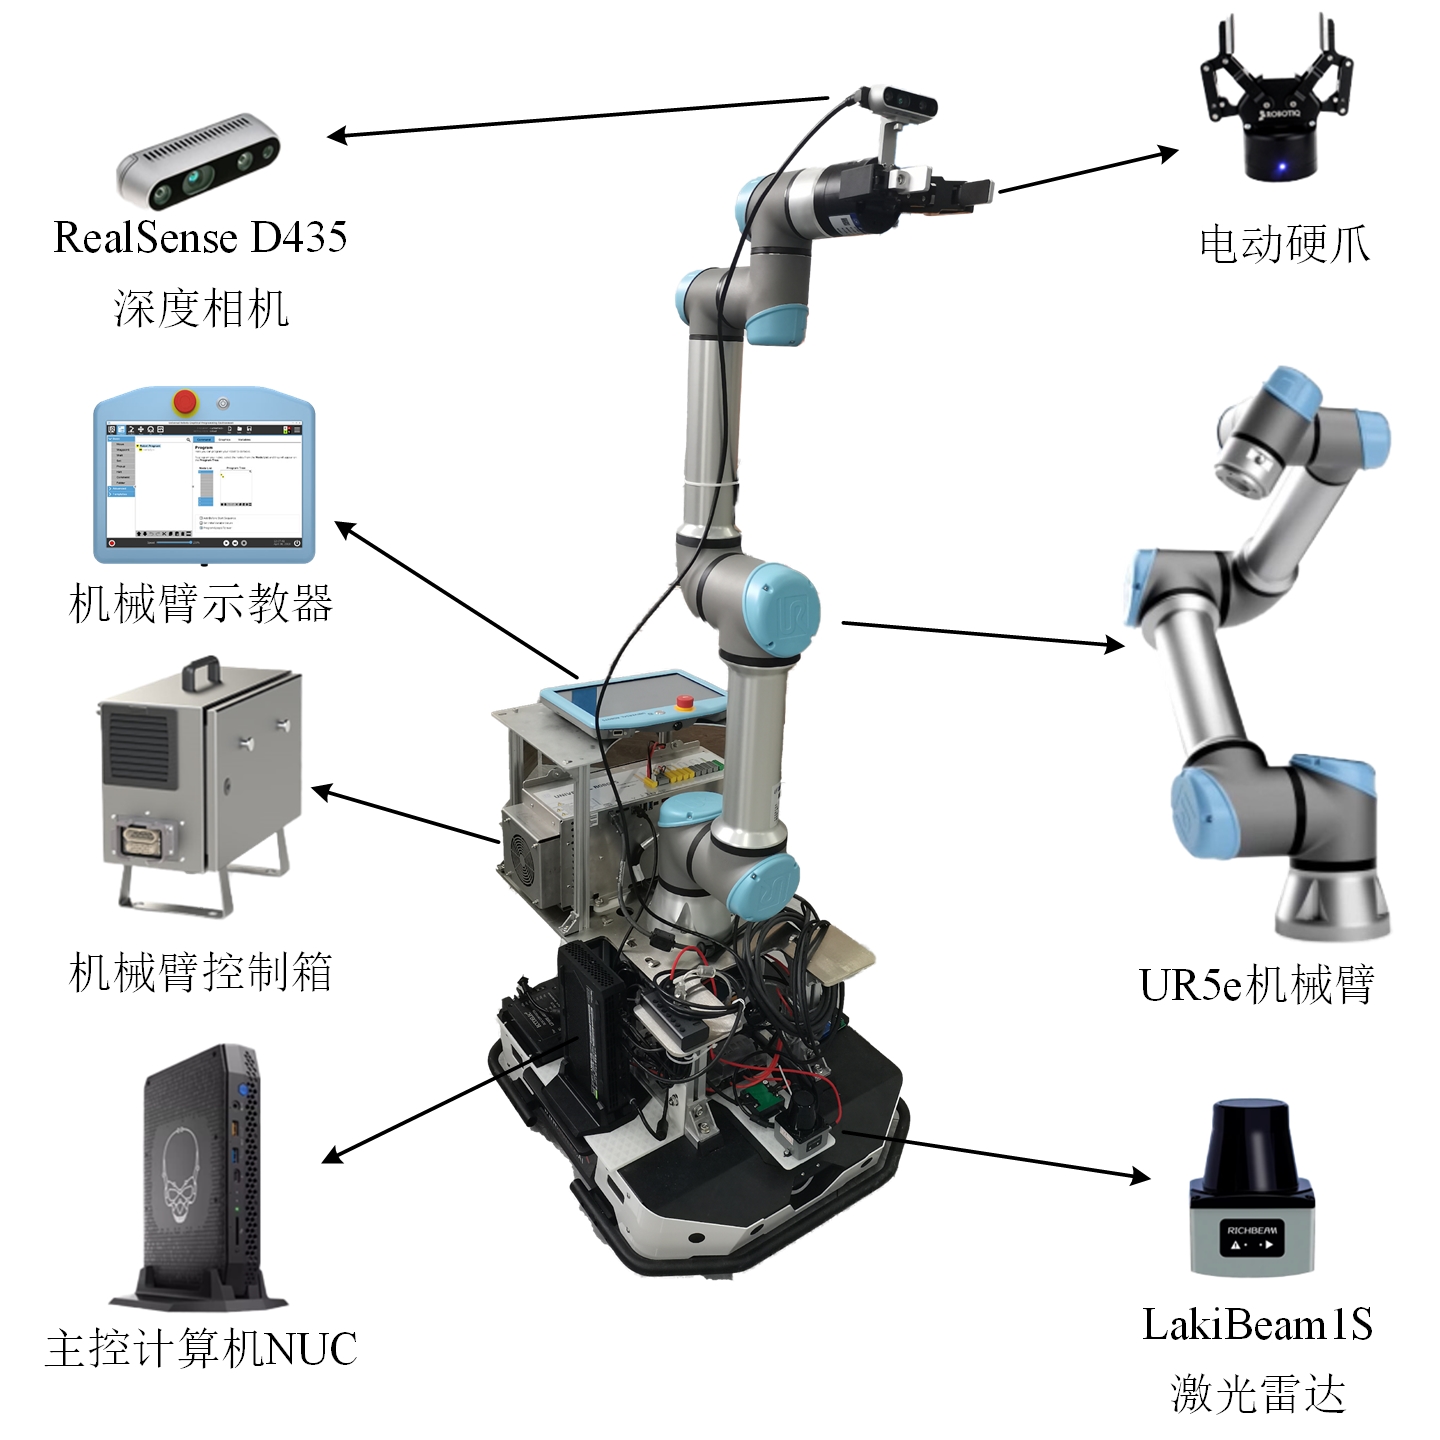 RealSense D435
深度相机
ROBOTIQ
电动硬爪
Program
机械臂示教器
机械臂控制箱
UR5e机械臂
主控计算机NUC
RICHBEAM
LakiBeam1S
激光雷达